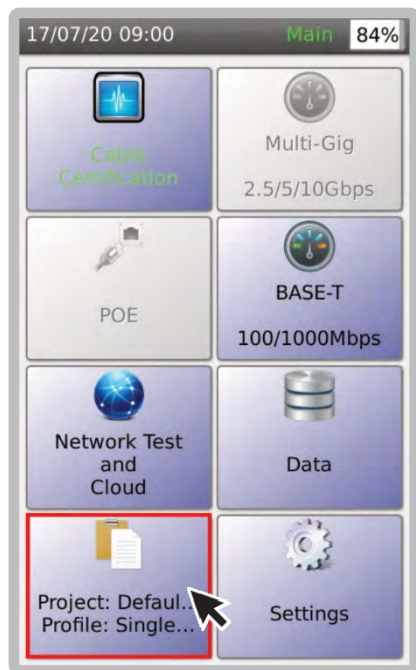 17/07/20 09:00 Main 84%
Cable
Certification
Multi-Gig
2.5/5/10Gbps
POE
BASE-T
100/1000Mbps
Network Test
and
Cloud
Data
Project: Defaul...
Profile: Single...
Settings